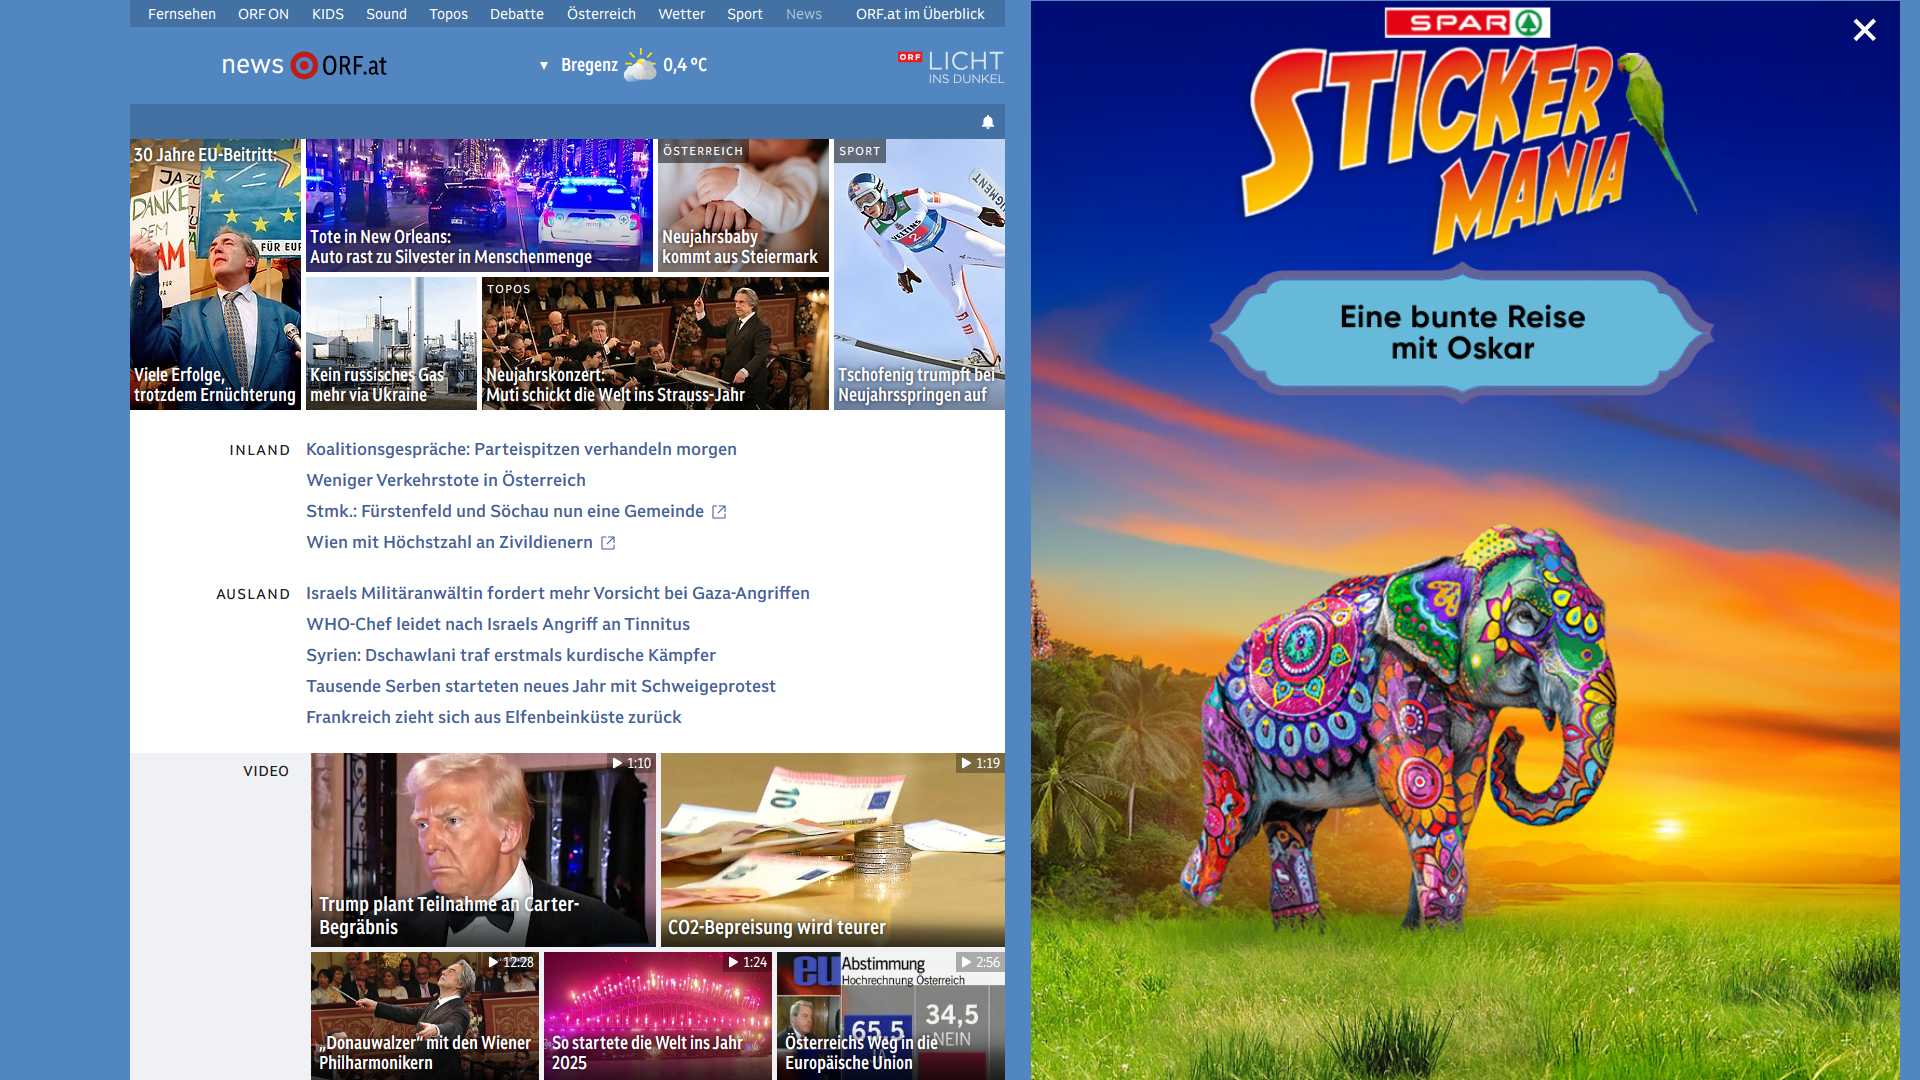 Fernsehen ORF ON KIDS Sound Topos Debatte Österreich Wetter Sport News ORF.at im Überblick
news ORF.at
▼ Bregenz 0,4 °C
ORF LICHT
INS DUNKEL
30 Jahre EU-Beitritt:
JA ZU
DANKE
DEM
FÜR EUR
Viele Erfolge,
trotzdem Ernüchterung
Tote in New Orleans:
Auto rast zu Silvester in Menschenmenge
ÖSTERREICH
Neujahrsbaby
kommt aus Steiermark
SPORT
Tschofenig trumpft bei
Neujahrsspringen auf
Kein russisches Gas
mehr via Ukraine
TOPOS
Neujahrskonzert:
Muti schickt die Welt ins Strauss-Jahr
INLAND
Koalitionsgespräche: Parteispitzen verhandeln morgen
Weniger Verkehrstote in Österreich
Stmk.: Fürstenfeld und Söchau nun eine Gemeinde
Wien mit Höchstzahl an Zivildienern
AUSLAND
Israels Militäranwältin fordert mehr Vorsicht bei Gaza-Angriffen
WHO-Chef leidet nach Israels Angriff an Tinnitus
Syrien: Dschawlani traf erstmals kurdische Kämpfer
Tausende Serben starteten neues Jahr mit Schweigeprotest
Frankreich zieht sich aus Elfenbeinküste zurück
VIDEO
1:10
Trump plant Teilnahme an Carter-
Begräbnis
1:19
10
CO2-Bepreisung wird teurer
12:28
„Donauwalzer“ mit den Wiener
Philharmonikern
1:24
So startete die Welt ins Jahr
2025
2:56
eu Abstimmung
Hochrechnung Österreich
65,5
34,5
NEIN
Österreichs Weg in die
Europäische Union
SPAR
STICKER
MANIA
Eine bunte Reise
mit Oskar